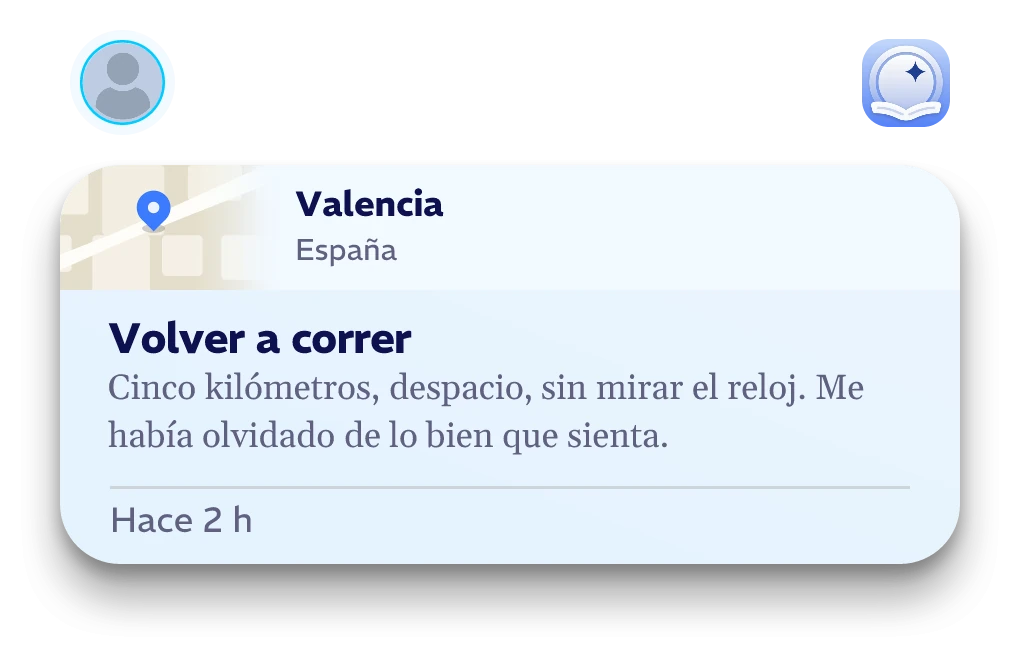 Valencia
España
Volver a correr
Cinco kilómetros, despacio, sin mirar el reloj. Me
había olvidado de lo bien que sienta.
Hace 2 h